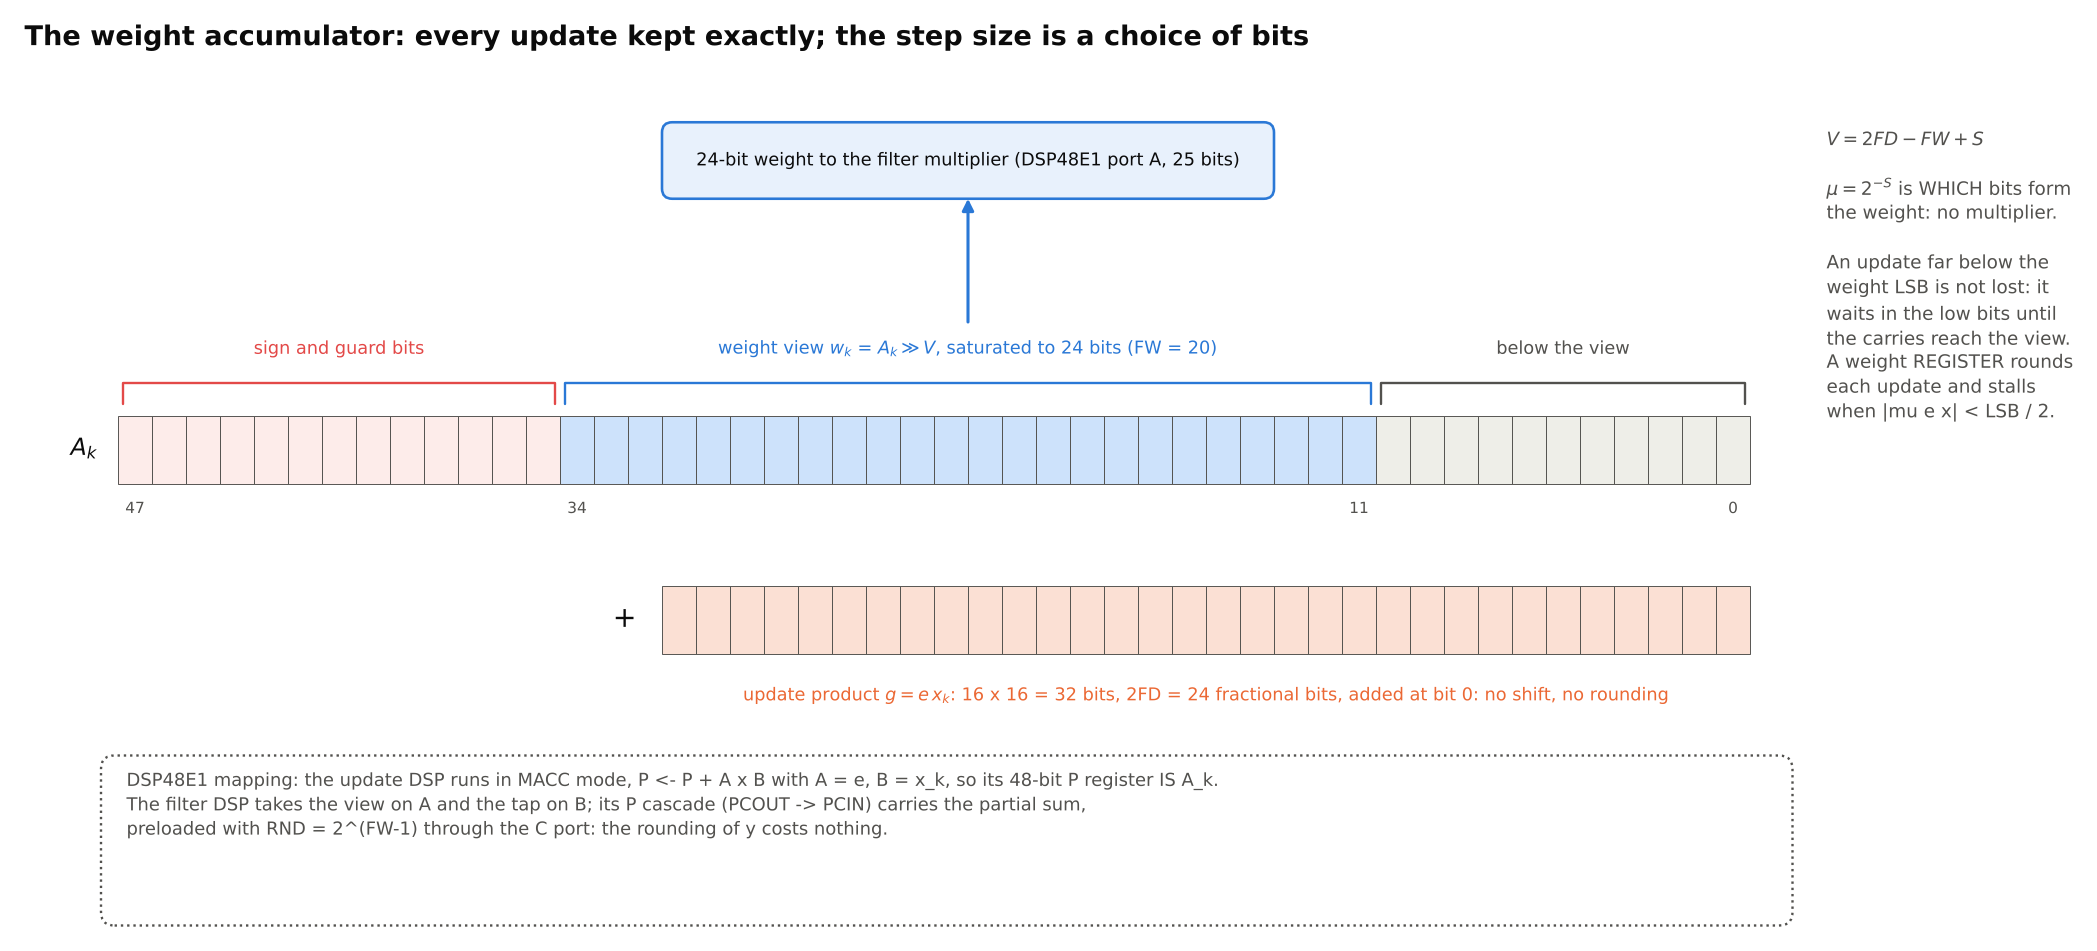 The weight accumulator: every update kept exactly; the step size is a choice of bits
24-bit weight to the filter multiplier (DSP48E1 port A, 25 bits)
V = 2FD − FW + S
μ = 2^{−S} is WHICH bits form
the weight: no multiplier.
An update far below the
weight LSB is not lost: it
waits in the low bits until
the carries reach the view.
A weight REGISTER rounds
each update and stalls
when |mu e x| < LSB / 2.
sign and guard bits
weight view w_k = A_k ≫ V, saturated to 24 bits (FW = 20)
below the view
A_k
47
34
11
0
+
update product g = e x_k: 16 x 16 = 32 bits, 2FD = 24 fractional bits, added at bit 0: no shift, no rounding
DSP48E1 mapping: the update DSP runs in MACC mode, P <- P + A x B with A = e, B = x_k, so its 48-bit P register IS A_k.
The filter DSP takes the view on A and the tap on B; its P cascade (PCOUT -> PCIN) carries the partial sum,
preloaded with RND = 2^(FW-1) through the C port: the rounding of y costs nothing.